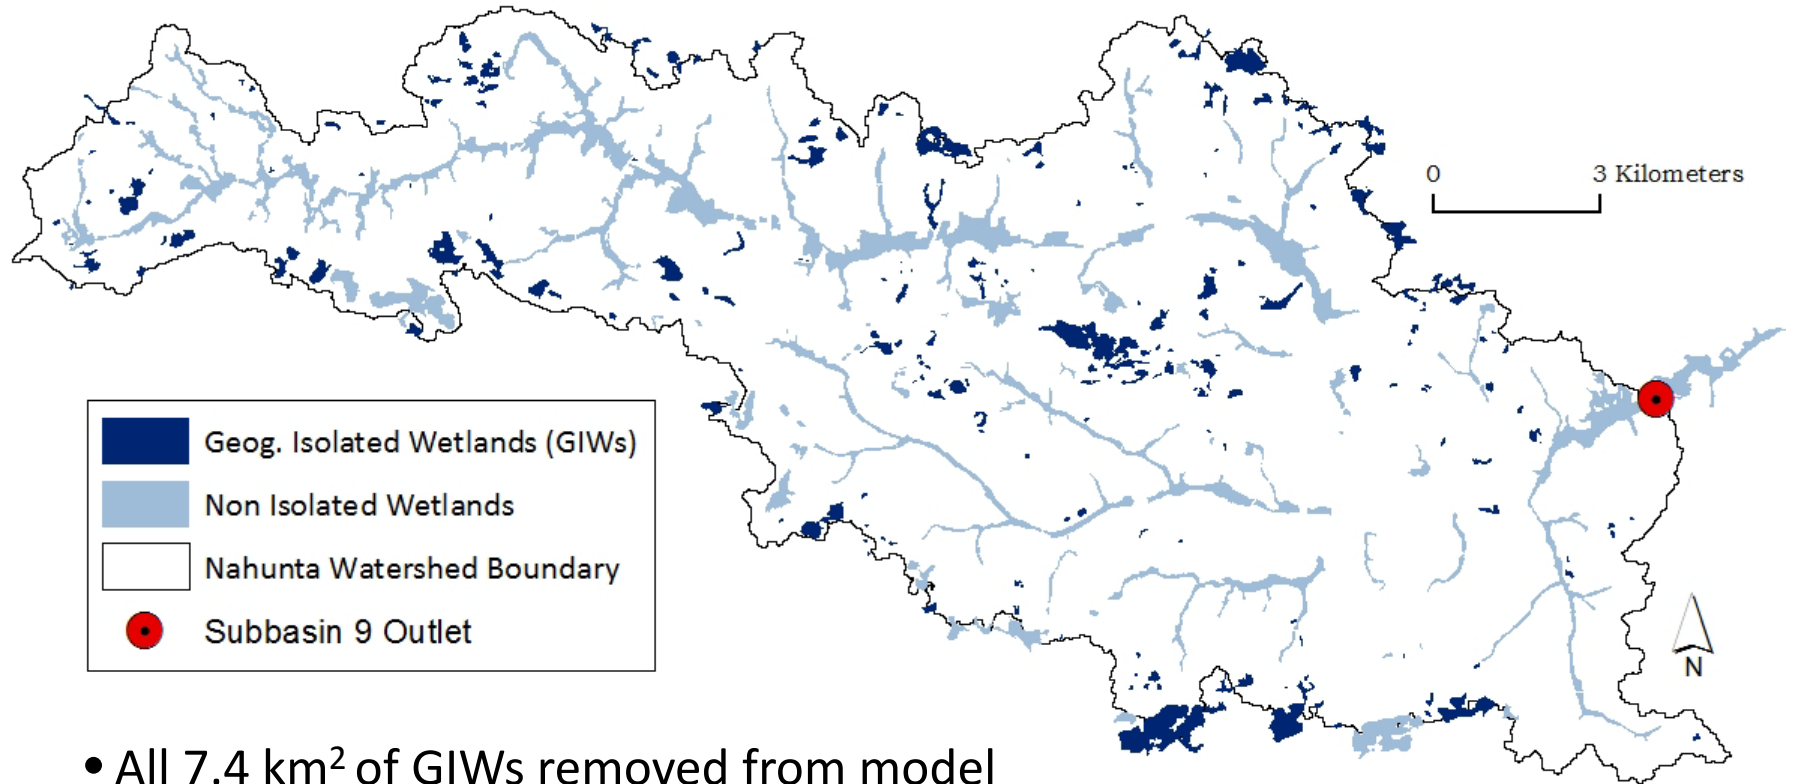 0 3 Kilometers
Geog. Isolated Wetlands (GIWs)
Non Isolated Wetlands
Nahunta Watershed Boundary
Subbasin 9 Outlet
N
• All 7.4 km² of GIWs removed from model